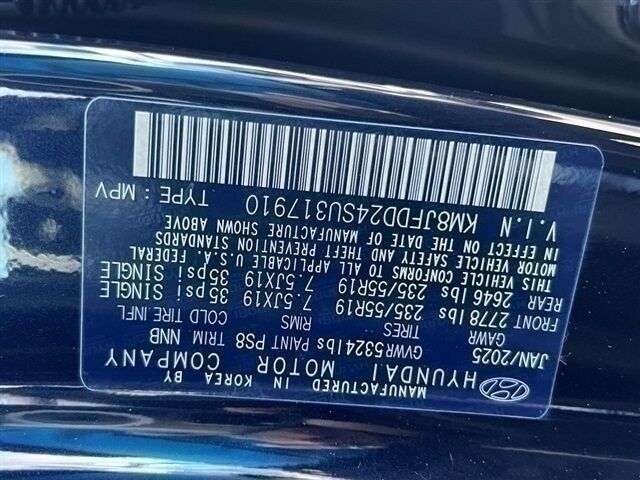 MANUFACTURED IN KOREA BY
HYUNDAI MOTOR COMPANY
JAN/2025 GVWR 5324 lbs PAINT PS8 TRIM NNB
GAWR TIRES RIMS COLD TIRE INFL
FRONT 2778 lbs 235/55R19 7.5JX19 35psi SINGLE
REAR 2646 lbs 235/55R19 7.5JX19 35psi SINGLE
THIS VEHICLE CONFORMS TO ALL APPLICABLE U.S.A. FEDERAL
MOTOR VEHICLE SAFETY AND THEFT PREVENTION STANDARDS
IN EFFECT ON THE DATE OF MANUFACTURE SHOWN ABOVE
V.I.N KM8JFDD24SU317910 TYPE : MPV